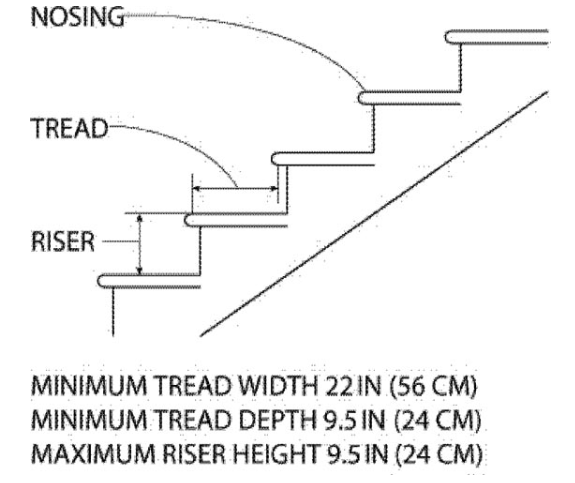 NOSING
TREAD
RISER
MINIMUM TREAD WIDTH 22 IN (56 CM)
MINIMUM TREAD DEPTH 9.5 IN (24 CM)
MAXIMUM RISER HEIGHT 9.5 IN (24 CM)